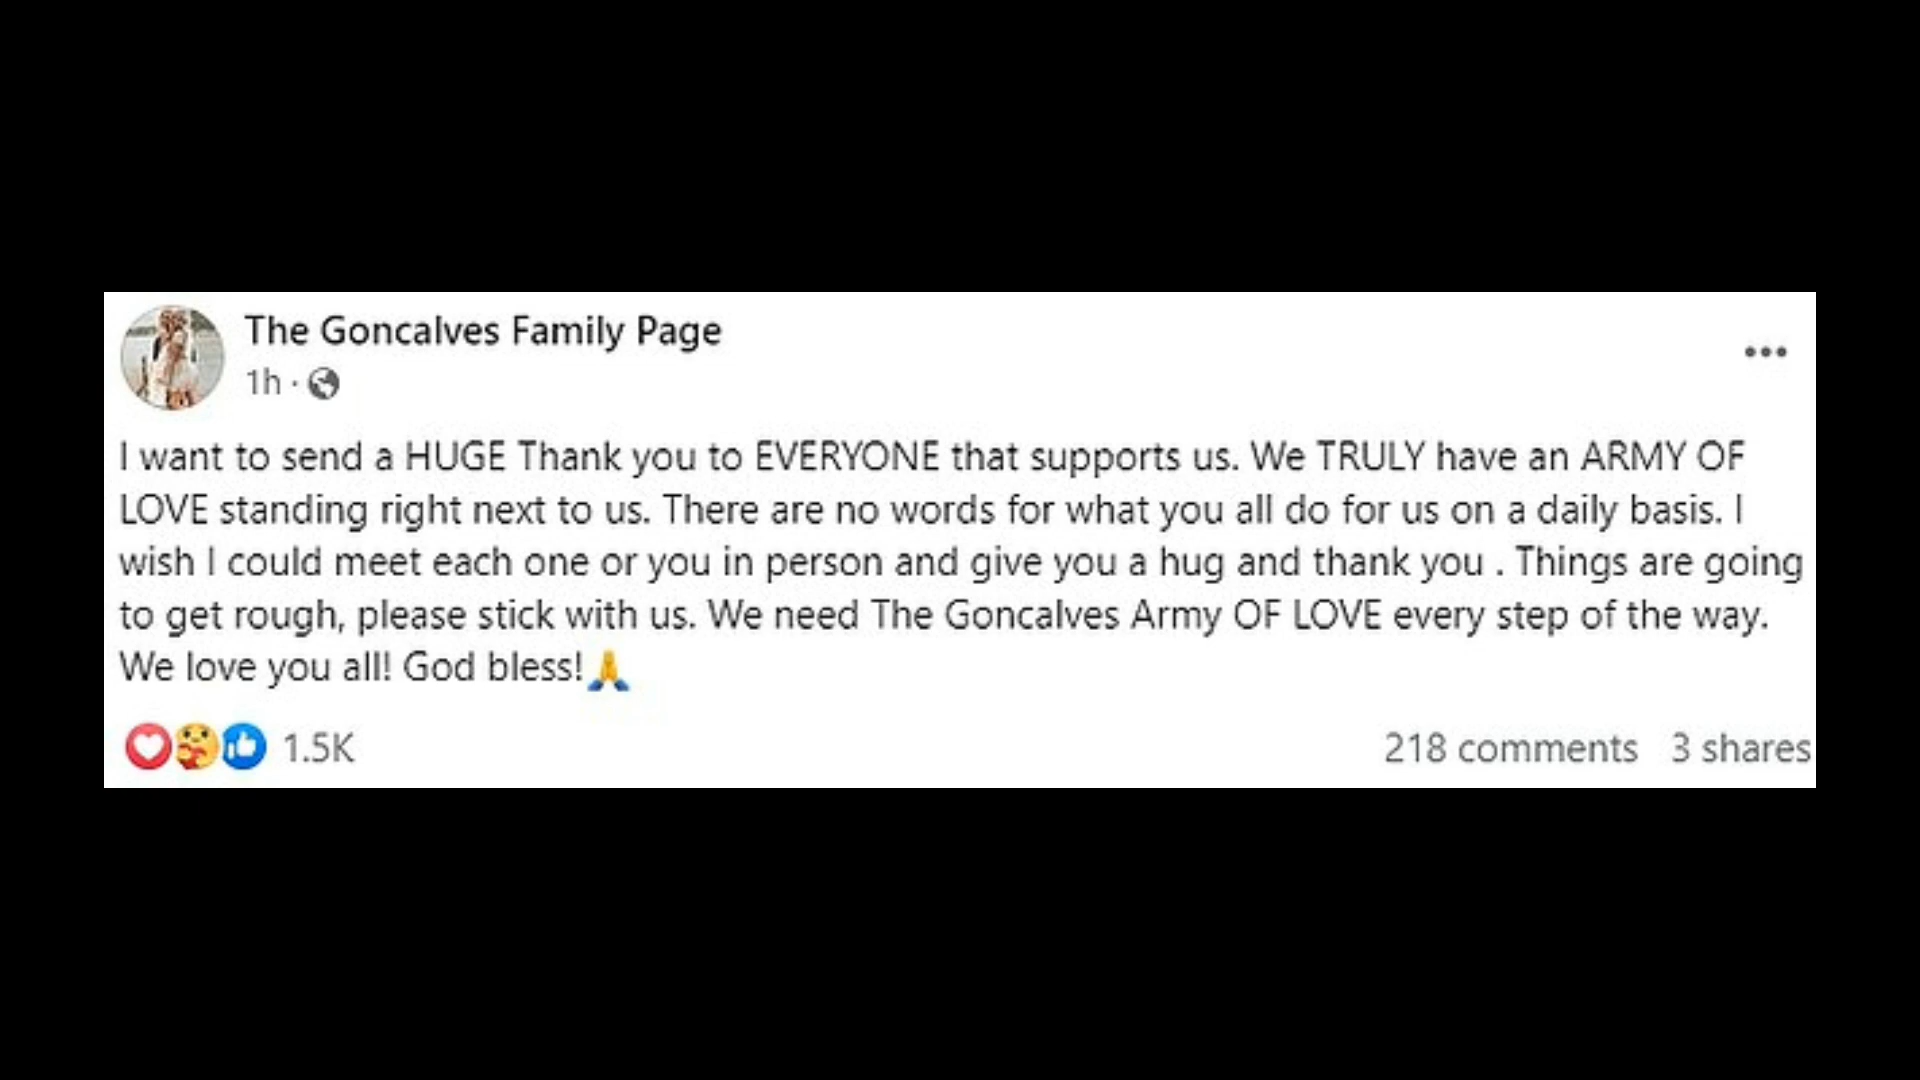 The Goncalves Family Page
1h ·
I want to send a HUGE Thank you to EVERYONE that supports us. We TRULY have an ARMY OF
LOVE standing right next to us. There are no words for what you all do for us on a daily basis. I
wish I could meet each one or you in person and give you a hug and thank you . Things are going
to get rough, please stick with us. We need The Goncalves Army OF LOVE every step of the way.
We love you all! God bless!🙏
1.5K 218 comments 3 shares